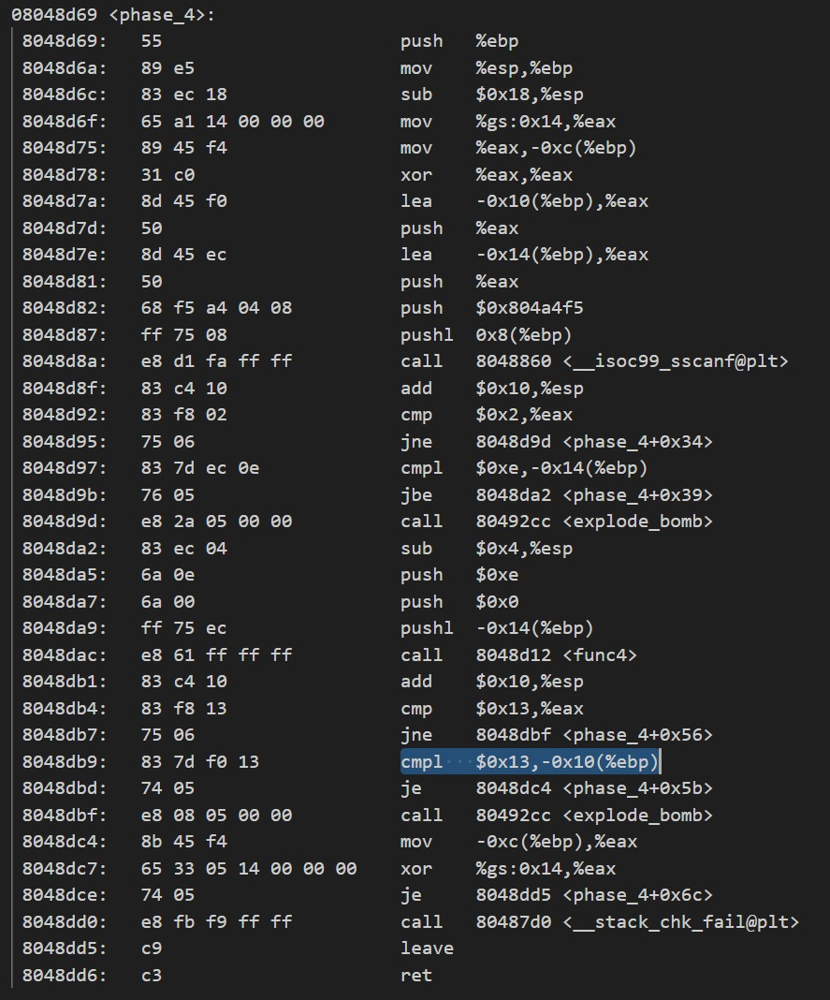 08048d69 <phase_4>:
8048d69: 55 push %ebp
8048d6a: 89 e5 mov %esp,%ebp
8048d6c: 83 ec 18 sub $0x18,%esp
8048d6f: 65 a1 14 00 00 00 mov %gs:0x14,%eax
8048d75: 89 45 f4 mov %eax,-0xc(%ebp)
8048d78: 31 c0 xor %eax,%eax
8048d7a: 8d 45 f0 lea -0x10(%ebp),%eax
8048d7d: 50 push %eax
8048d7e: 8d 45 ec lea -0x14(%ebp),%eax
8048d81: 50 push %eax
8048d82: 68 f5 a4 04 08 push $0x804a4f5
8048d87: ff 75 08 pushl 0x8(%ebp)
8048d8a: e8 d1 fa ff ff call 8048860 <__isoc99_sscanf@plt>
8048d8f: 83 c4 10 add $0x10,%esp
8048d92: 83 f8 02 cmp $0x2,%eax
8048d95: 75 06 jne 8048d9d <phase_4+0x34>
8048d97: 83 7d ec 0e cmpl $0xe,-0x14(%ebp)
8048d9b: 76 05 jbe 8048da2 <phase_4+0x39>
8048d9d: e8 2a 05 00 00 call 80492cc <explode_bomb>
8048da2: 83 ec 04 sub $0x4,%esp
8048da5: 6a 0e push $0xe
8048da7: 6a 00 push $0x0
8048da9: ff 75 ec pushl -0x14(%ebp)
8048dac: e8 61 ff ff ff call 8048d12 <func4>
8048db1: 83 c4 10 add $0x10,%esp
8048db4: 83 f8 13 cmp $0x13,%eax
8048db7: 75 06 jne 8048dbf <phase_4+0x56>
8048db9: 83 7d f0 13 cmpl $0x13,-0x10(%ebp)
8048dbd: 74 05 je 8048dc4 <phase_4+0x5b>
8048dbf: e8 08 05 00 00 call 80492cc <explode_bomb>
8048dc4: 8b 45 f4 mov -0xc(%ebp),%eax
8048dc7: 65 33 05 14 00 00 00 xor %gs:0x14,%eax
8048dce: 74 05 je 8048dd5 <phase_4+0x6c>
8048dd0: e8 fb f9 ff ff call 80487d0 <__stack_chk_fail@plt>
8048dd5: c9 leave
8048dd6: c3 ret